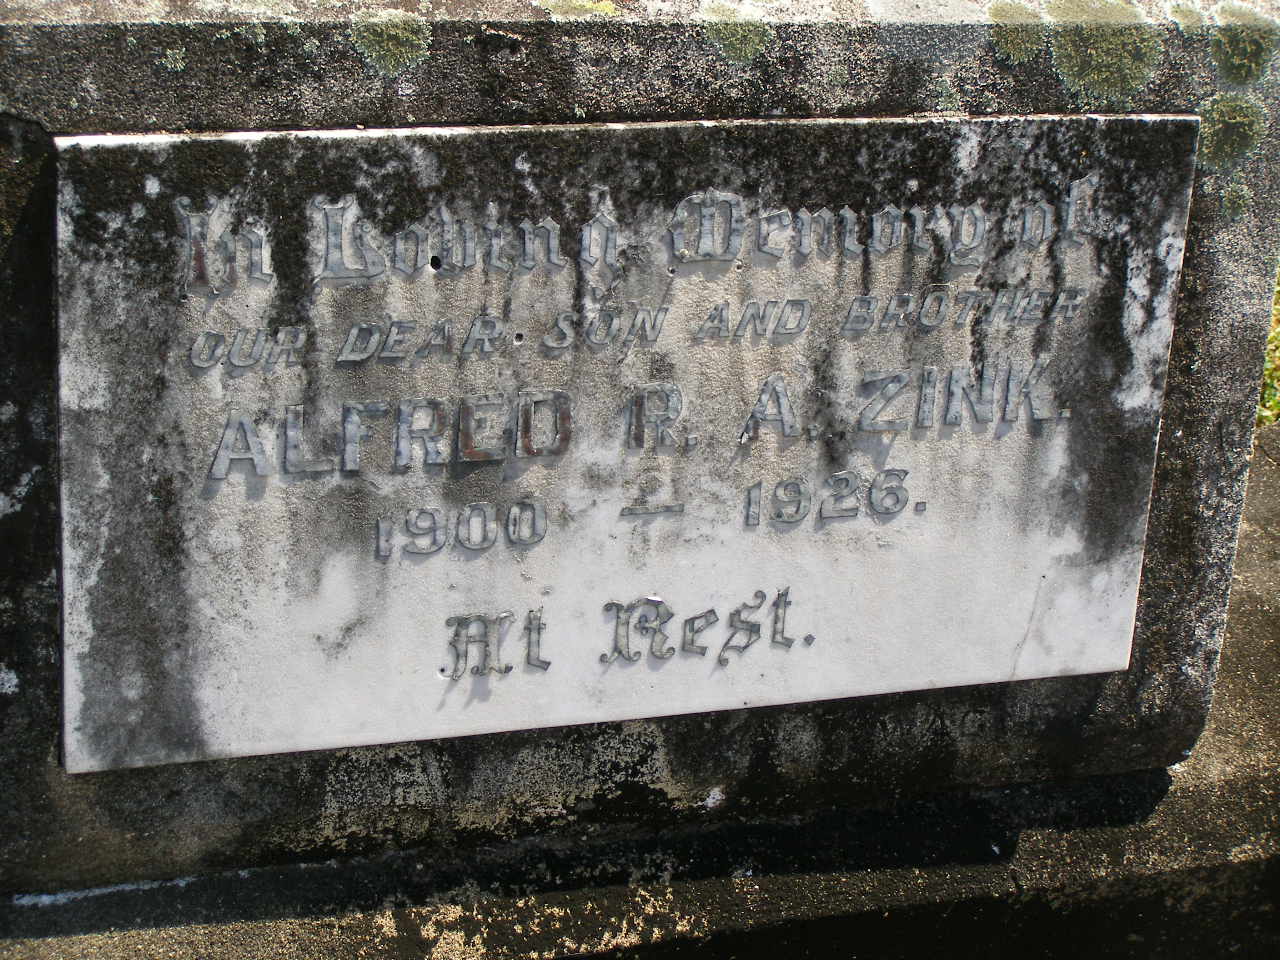 In Loving Memory of
OUR DEAR SON AND BROTHER
ALFRED R. A. ZINK
1900 – 1926.
At Rest.